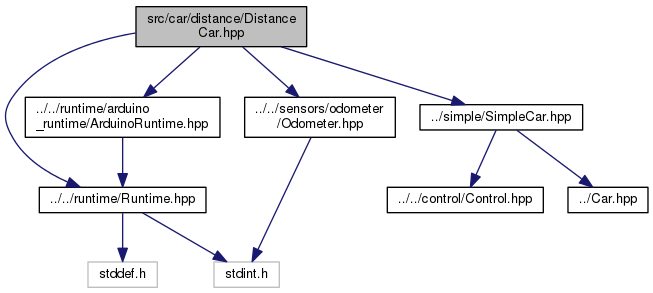 src/car/distance/Distance
Car.hpp
../../runtime/arduino
_runtime/ArduinoRuntime.hpp
../../sensors/odometer
/Odometer.hpp
../simple/SimpleCar.hpp
../../runtime/Runtime.hpp
../../control/Control.hpp
../Car.hpp
stddef.h
stdint.h